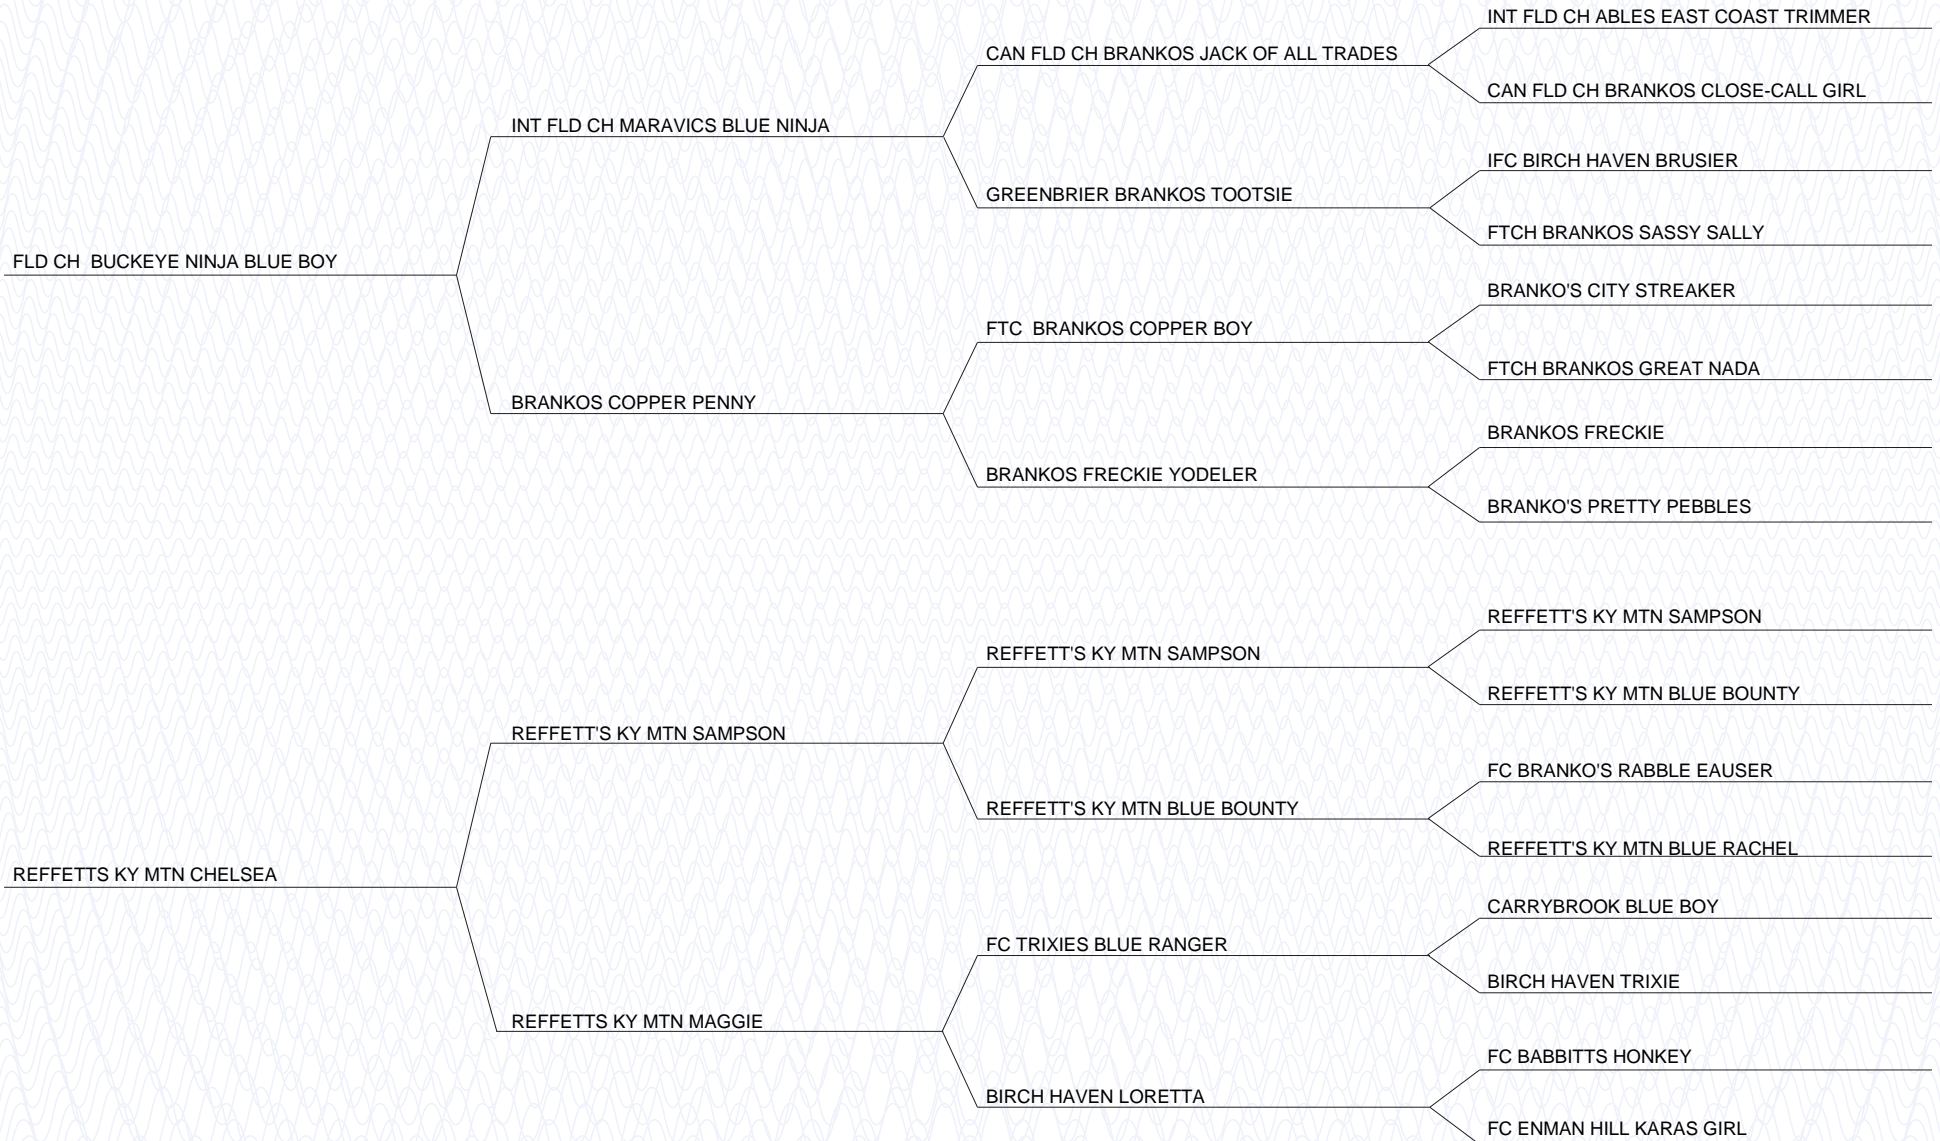 INT FLD CH ABLES EAST COAST TRIMMER
CAN FLD CH BRANKOS JACK OF ALL TRADES
CAN FLD CH BRANKOS CLOSE-CALL GIRL
INT FLD CH MARAVICS BLUE NINJA
IFC BIRCH HAVEN BRUSIER
GREENBRIER BRANKOS TOOTSIE
FTCH BRANKOS SASSY SALLY
FLD CH  BUCKEYE NINJA BLUE BOY
BRANKO'S CITY STREAKER
FTC  BRANKOS COPPER BOY
FTCH BRANKOS GREAT NADA
BRANKOS COPPER PENNY
BRANKOS FRECKIE
BRANKOS FRECKIE YODELER
BRANKO'S PRETTY PEBBLES
REFFETT'S KY MTN SAMPSON
REFFETT'S KY MTN SAMPSON
REFFETT'S KY MTN BLUE BOUNTY
REFFETT'S KY MTN SAMPSON
FC BRANKO'S RABBLE EAUSER
REFFETT'S KY MTN BLUE BOUNTY
REFFETT'S KY MTN BLUE RACHEL
REFFETTS KY MTN CHELSEA
CARRYBROOK BLUE BOY
FC TRIXIES BLUE RANGER
BIRCH HAVEN TRIXIE
REFFETTS KY MTN MAGGIE
FC BABBITTS HONKEY
BIRCH HAVEN LORETTA
FC ENMAN HILL KARAS GIRL